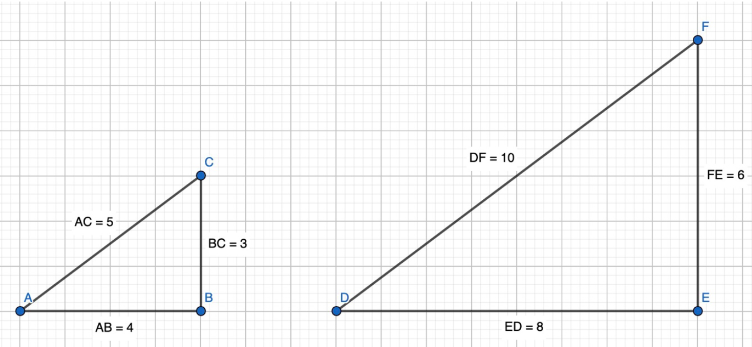 F
DF = 10
C
FE = 6
AC = 5
BC = 3
A
B
D
E
AB = 4
ED = 8